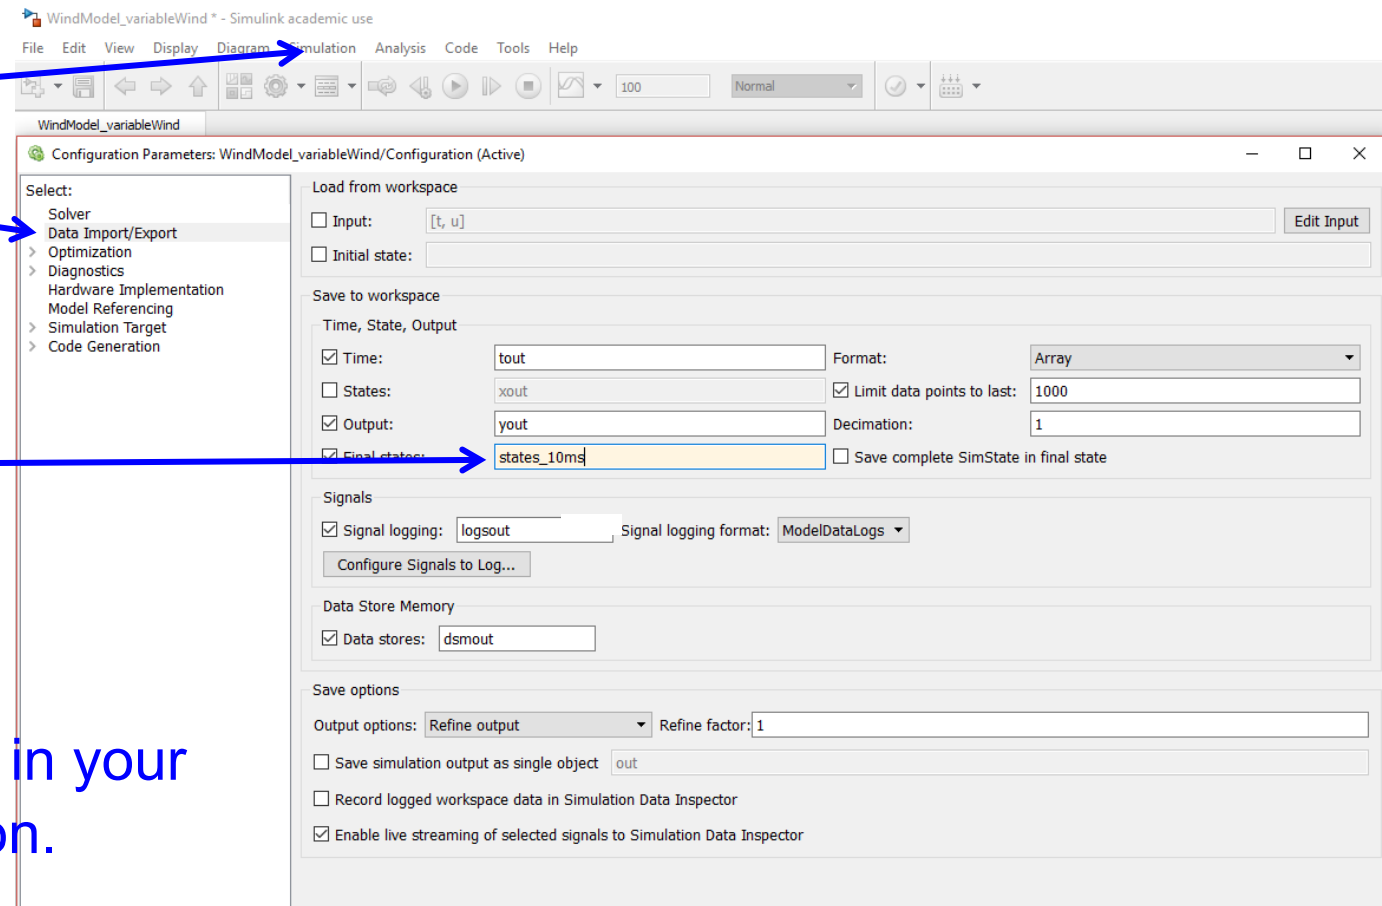 WindModel_variableWind * - Simulink academic use
File Edit View Display Diagram Simulation Analysis Code Tools Help
100 Normal
WindModel_variableWind
Configuration Parameters: WindModel_variableWind/Configuration (Active)
Select:
Solver
Data Import/Export
Optimization
Diagnostics
Hardware Implementation
Model Referencing
Simulation Target
Code Generation
Load from workspace
Input: [t, u] Edit Input
Initial state:
Save to workspace
Time, State, Output
Time: tout Format: Array
States: xout Limit data points to last: 1000
Output: yout Decimation: 1
Final states: states_10ms Save complete SimState in final state
Signals
Signal logging: logsout Signal logging format: ModelDataLogs
Configure Signals to Log...
Data Store Memory
Data stores: dsmout
Save options
Output options: Refine output Refine factor: 1
Save simulation output as single object out
Record logged workspace data in Simulation Data Inspector
Enable live streaming of selected signals to Simulation Data Inspector
in your
on.